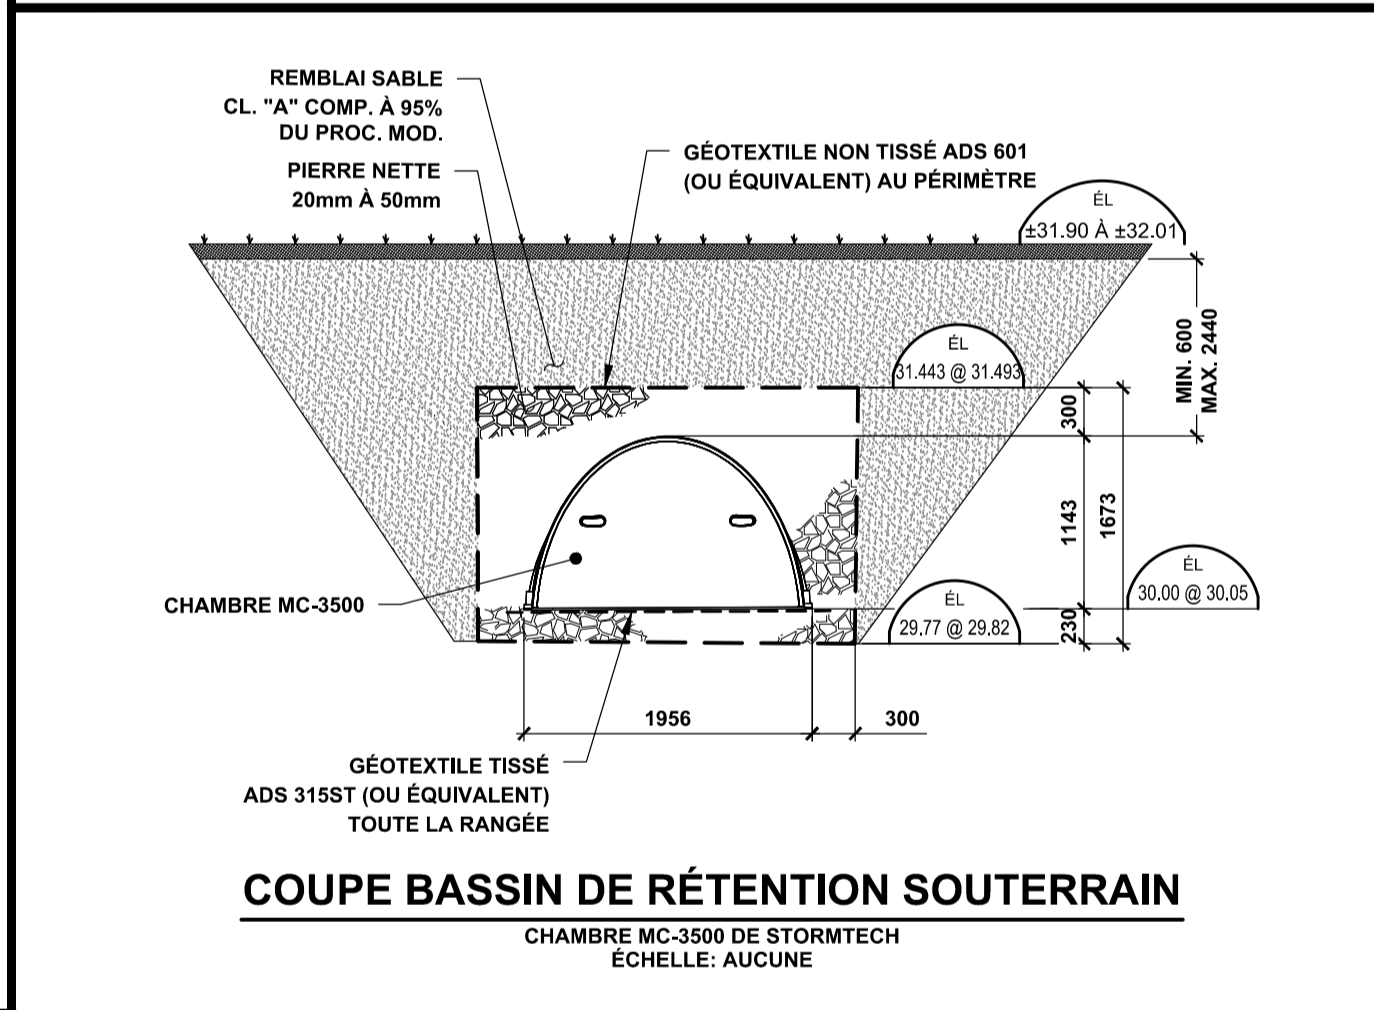 REMBLAI SABLE
CL. "A" COMP. À 95%
DU PROC. MOD.
PIERRE NETTE
20mm À 50mm
GÉOTEXTILE NON TISSÉ ADS 601
(OU ÉQUIVALENT) AU PÉRIMÈTRE
ÉL
±31.90 À ±32.01
ÉL
31.443 @ 31.493
MIN. 600
MAX. 2440
300
1143
1673
230
ÉL
30.00 @ 30.05
ÉL
29.77 @ 29.82
CHAMBRE MC-3500
1956
300
GÉOTEXTILE TISSÉ
ADS 315ST (OU ÉQUIVALENT)
TOUTE LA RANGÉE
COUPE BASSIN DE RÉTENTION SOUTERRAIN
CHAMBRE MC-3500 DE STORMTECH
ÉCHELLE: AUCUNE